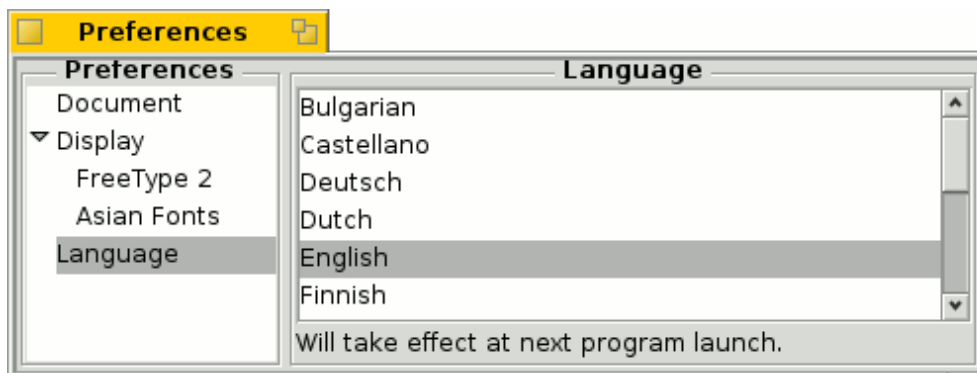 Preferences
Preferences
Document
Display
FreeType 2
Asian Fonts
Language
Language
Bulgarian
Castellano
Deutsch
Dutch
English
Finnish
Will take effect at next program launch.